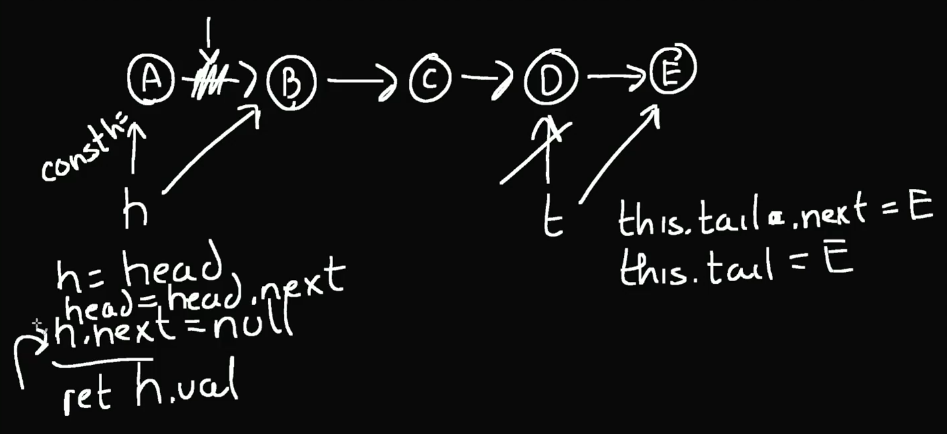 A B C D E
const h =
h
t
this.tail.next = E
this.tail = E
h = head
head = head.next
h.next = null
ret h.val